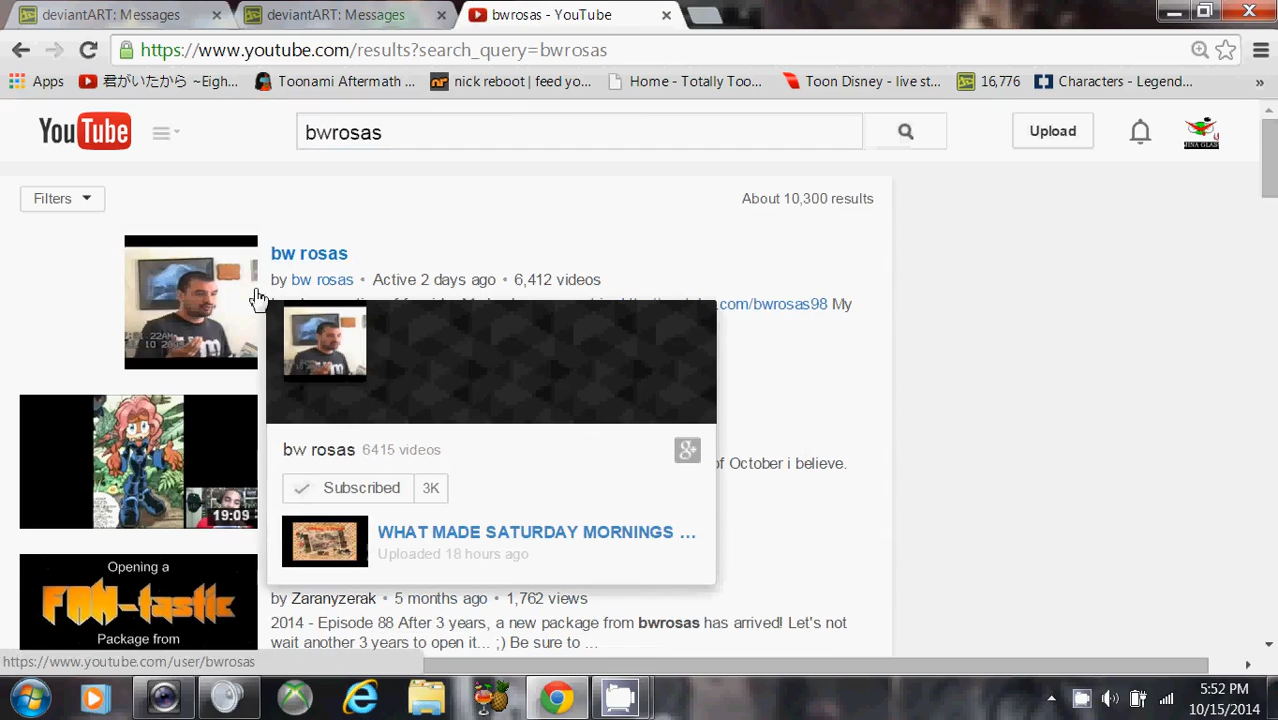 deviantART: Messages
deviantART: Messages
bwrosas - YouTube
https://www.youtube.com/results?search_query=bwrosas
Apps
君がいたから ~Eigh...
Toonami Aftermath ...
nick reboot | feed yo...
Home - Totally Too...
Toon Disney - live st...
16,776
Characters - Legend...
»
YouTube
bwrosas
Upload
Filters
About 10,300 results
bw rosas
by bw rosas • Active 2 days ago • 6,412 videos
.com/bwrosas98 My
bw rosas 6415 videos
g+
of October i believe.
Subscribed 3K
19:09
WHAT MADE SATURDAY MORNINGS ...
Uploaded 18 hours ago
Opening a
FAN-tastic
Package from
by Zaranyzerak • 5 months ago • 1,762 views
2014 - Episode 88 After 3 years, a new package from bwrosas has arrived! Let's not
wait another 3 years to open it... ;) Be sure to ...
https://www.youtube.com/user/bwrosas
5:52 PM
10/15/2014